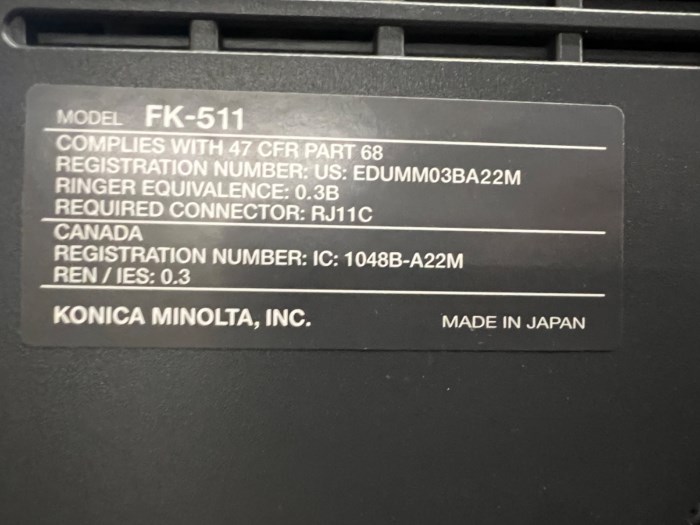 MODEL FK-511
COMPLIES WITH 47 CFR PART 68
REGISTRATION NUMBER: US: EDUMM03BA22M
RINGER EQUIVALENCE: 0.3B
REQUIRED CONNECTOR: RJ11C
CANADA
REGISTRATION NUMBER: IC: 1048B-A22M
REN / IES: 0.3
KONICA MINOLTA, INC. MADE IN JAPAN